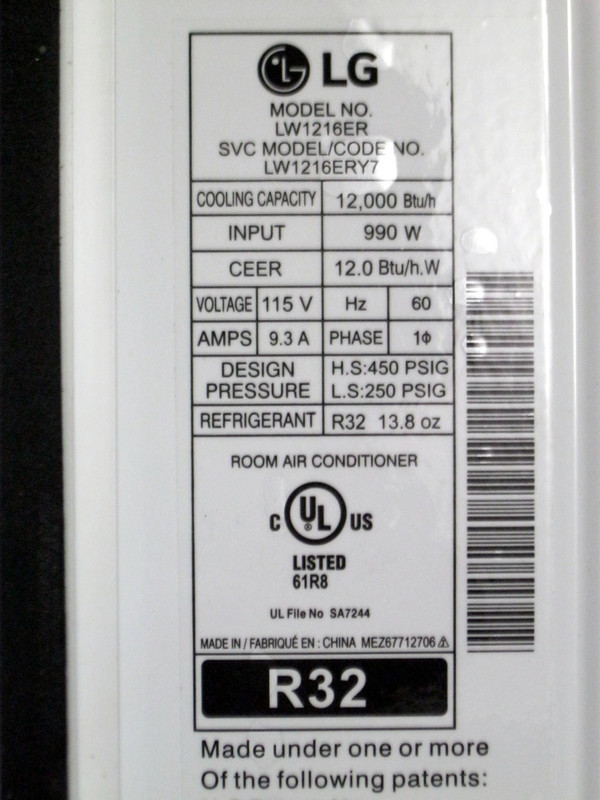 LG
MODEL NO.
LW1216ER
SVC MODEL/CODE NO.
LW1216ERY7
COOLING CAPACITY 12,000 Btu/h
INPUT 990 W
CEER 12.0 Btu/h.W
VOLTAGE 115 V Hz 60
AMPS 9.3 A PHASE 1Φ
DESIGN PRESSURE H.S:450 PSIG
L.S:250 PSIG
REFRIGERANT R32 13.8 oz
ROOM AIR CONDITIONER
C UL ® US
LISTED
61R8
UL File No SA7244
MADE IN / FABRIQUÉ EN : CHINA MEZ67712706
R32
Made under one or more
Of the following patents: